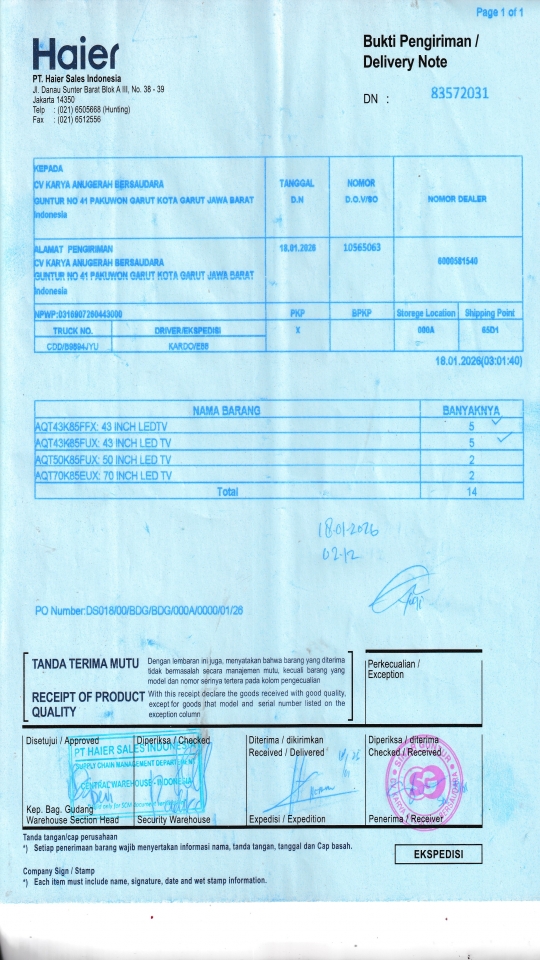 Page 1 of 1
Haier
Bukti Pengiriman /
Delivery Note
PT. Haier Sales Indonesia
Jl. Danau Sunter Barat Blok A III, No. 38 - 39
Jakarta 14350
Telp : (021) 6505668 (Hunting)
Fax : (021) 6512556
DN : 83572031
KEPADA
CV KARYA ANUGERAH BERSAUDARA
GUNTUR NO 41 PAKUWON GARUT KOTA GARUT JAWA BARAT
Indonesia
TANGGAL
D.N
NOMOR
D.O.V/SO
NOMOR DEALER
ALAMAT PENGIRIMAN
CV KARYA ANUGERAH BERSAUDARA
GUNTUR NO 41 PAKUWON GARUT KOTA GARUT JAWA BARAT
Indonesia
18.01.2026
10565063
NPWP:0316907260443000
PKP BPKP Storege Location Shipping Point
TRUCK NO. DRIVER/EKSPEDISI X 000A 65D1
KARDO/E66
18.01.2026(03:01:40)
NAMA BARANG BANYAKNYA
AQT43K85FFX: 43 INCH LEDTV 5
AQT43K85FUX: 43 INCH LED TV 5
AQT50K85FUX: 50 INCH LED TV 2
AQT70K85EUX: 70 INCH LED TV 2
Total 14
18-01-2026
02-12
PO Number:DS018/00/BDG/BDG/000A/0000/01/26
TANDA TERIMA MUTU
Dengan lembaran ini juga, menyatakan bahwa barang yang diterima
tidak bermasalah secara manajemen mutu, kecuali barang yang
model dan nomor serinya tertera pada kolom pengecualian
RECEIPT OF PRODUCT
QUALITY
With this receipt declare the goods received with good quality,
except for goods that model and serial number listed on the
exception column
Perkecualian /
Exception
Disetujui / Approved
Diperiksa / Checked
Diterima / dikirimkan
Received / Delivered
Diperiksa / diterima
Checked / Received
PT HAIER SALES INDONESIA
SUPPLY CHAIN MANAGEMENT DEPARTMENT
CENTRAL WAREHOUSE - INDONESIA
Kep. Bag. Gudang
Warehouse Section Head
Security Warehouse
Expedisi / Expedition
Penerima / Receiver
Tanda tangan/cap perusahaan
*) Setiap penerimaan barang wajib menyertakan informasi nama, tanda tangan, tanggal dan Cap basah.
EKSPEDISI
Company Sign / Stamp
*) Each item must include name, signature, date and wet stamp information.